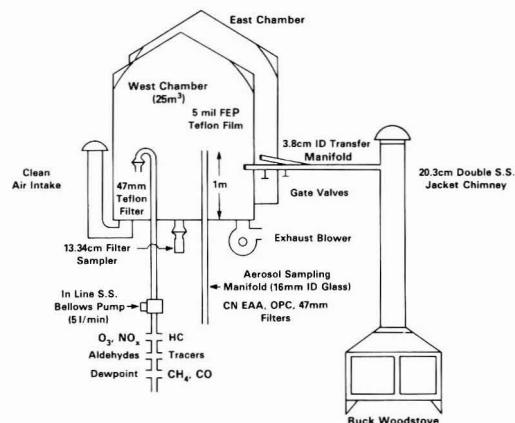 East Chamber
West Chamber
(25m³)
5 mil FEP
Teflon Film
3.8cm ID Transfer
Manifold
20.3cm Double S.S.
Jacket Chimney
Clean
Air Intake
47mm
Teflon
Filter
1m
Gate Valves
13.34cm Filter
Sampler
Exhaust Blower
Aerosol Sampling
Manifold (16mm ID Glass)
In Line S.S.
Bellows Pump
(5 l/min)
CN EAA, OPC, 47mm
Filters
O₃, NOₓ HC
Aldehydes Tracers
Dewpoint CH₄, CO
Buck Woodstove